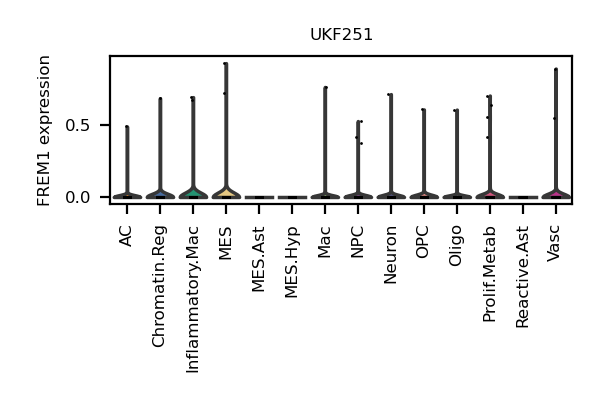 UKF251
FREM1 expression
0.5
0.0
AC
Chromatin.Reg
Inflammatory.Mac
MES
MES.Ast
MES.Hyp
Mac
NPC
Neuron
OPC
Oligo
Prolif.Metab
Reactive.Ast
Vasc